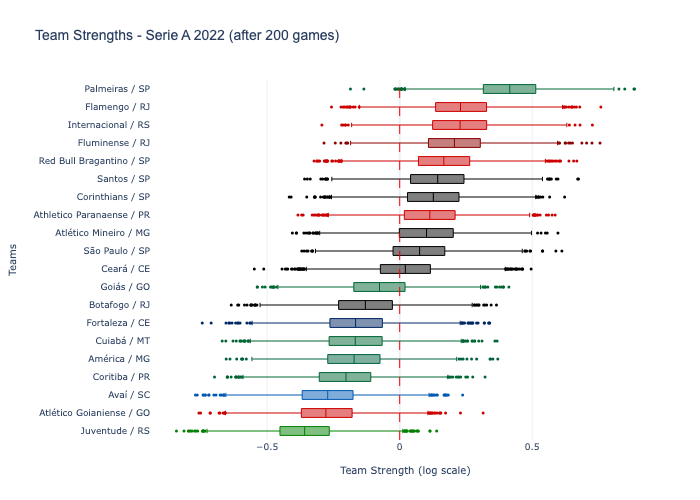 Team Strengths - Serie A 2022 (after 200 games)
Palmeiras / SP
Flamengo / RJ
Internacional / RS
Fluminense / RJ
Red Bull Bragantino / SP
Santos / SP
Corinthians / SP
Athletico Paranaense / PR
Atlético Mineiro / MG
São Paulo / SP
Ceará / CE
Goiás / GO
Botafogo / RJ
Fortaleza / CE
Cuiabá / MT
América / MG
Coritiba / PR
Avaí / SC
Atlético Goianiense / GO
Juventude / RS
Teams
−0.5 0 0.5
Team Strength (log scale)